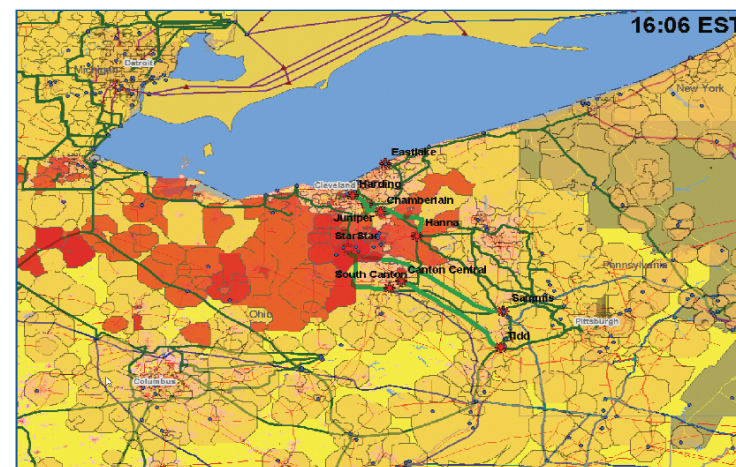 16:06 EST
Detroit
Michigan
New York
Eastlake
Cleveland
Harding
Chamberlain
Juniper
Hanna
Star
Star
South Canton
Canton Central
Pennsylvania
Sammis
Ohio
Pittsburgh
Tidd
Columbus